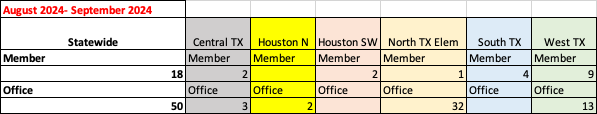 August 2024- September 2024
Statewide Central TX Houston N Houston SW North TX Elem South TX West TX
Member Member Member Member Member Member Member
18 2 2 1 4 9
Office Office Office Office Office Office Office
50 3 2 32 13